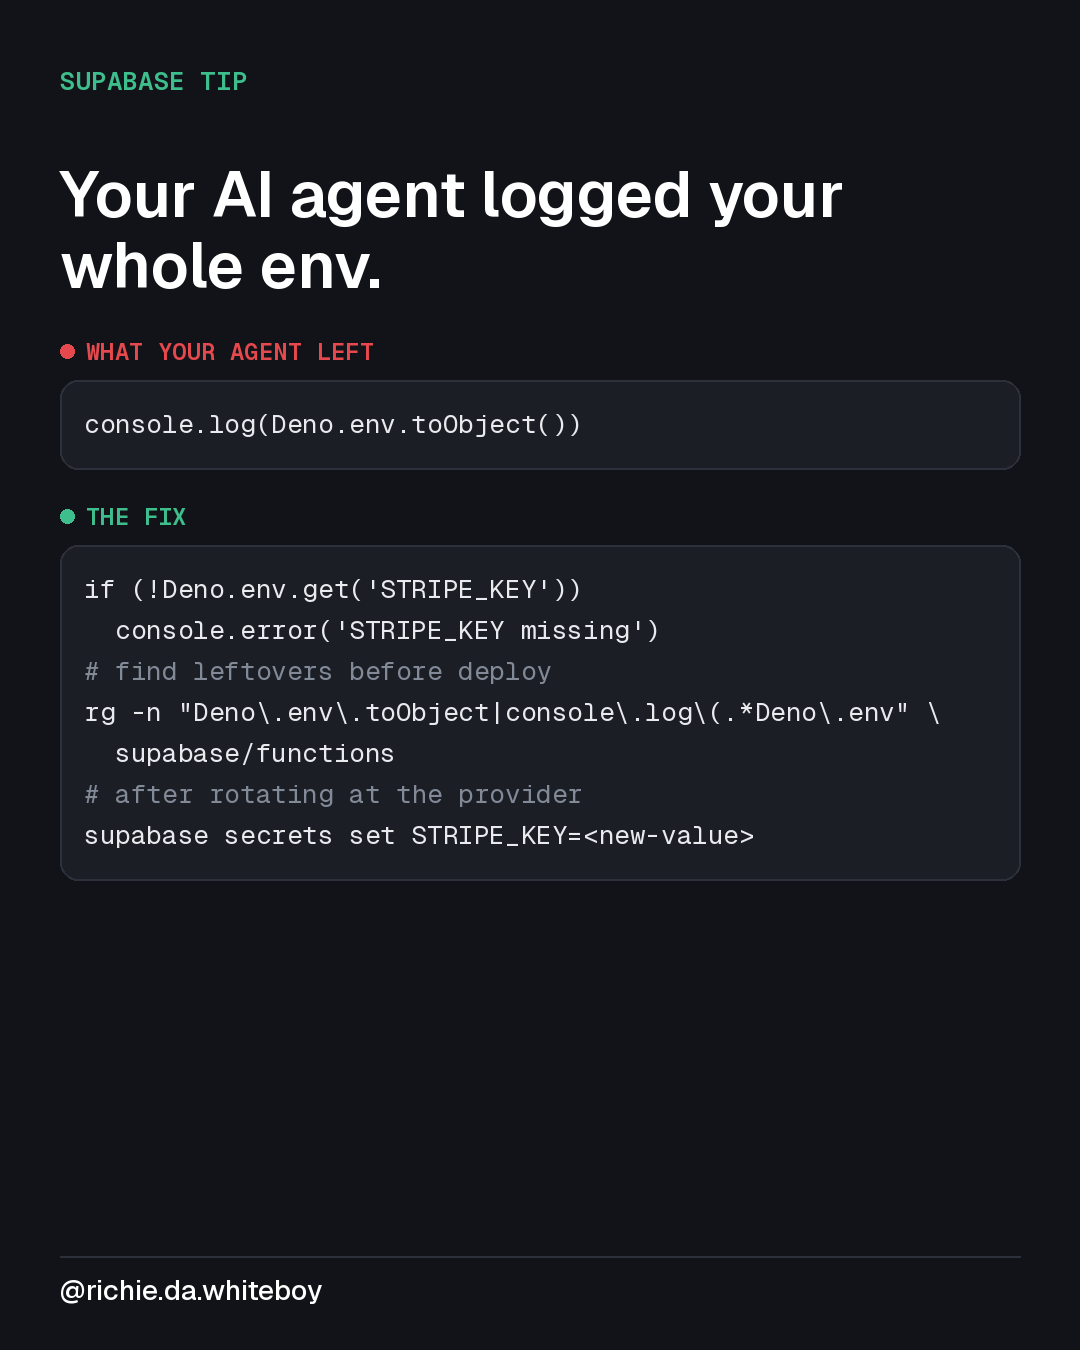 SUPABASE TIP
Your AI agent logged your
whole env.
WHAT YOUR AGENT LEFT
console.log(Deno.env.toObject())
THE FIX
if (!Deno.env.get('STRIPE_KEY'))
  console.error('STRIPE_KEY missing')
# find leftovers before deploy
rg -n "Deno\.env\.toObject|console\.log\(.*Deno\.env" \
  supabase/functions
# after rotating at the provider
supabase secrets set STRIPE_KEY=<new-value>
@richie.da.whiteboy